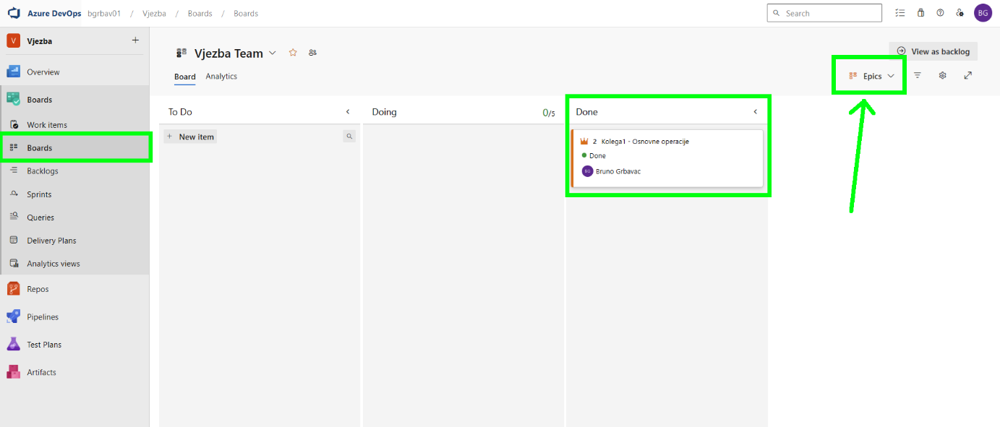 Azure DevOps bgrbav01 / Vjezba / Boards / Boards
Search
BG
V Vjezba +
Overview
Boards
Work items
Boards
Backlogs
Sprints
Queries
Delivery Plans
Analytics views
Repos
Pipelines
Test Plans
Artifacts
Vjezba Team
View as backlog
Board Analytics
Epics
To Do
Doing 0/5
Done
+ New item
2 Kolega1 - Osnovne operacije
Done
BG Bruno Grbavac